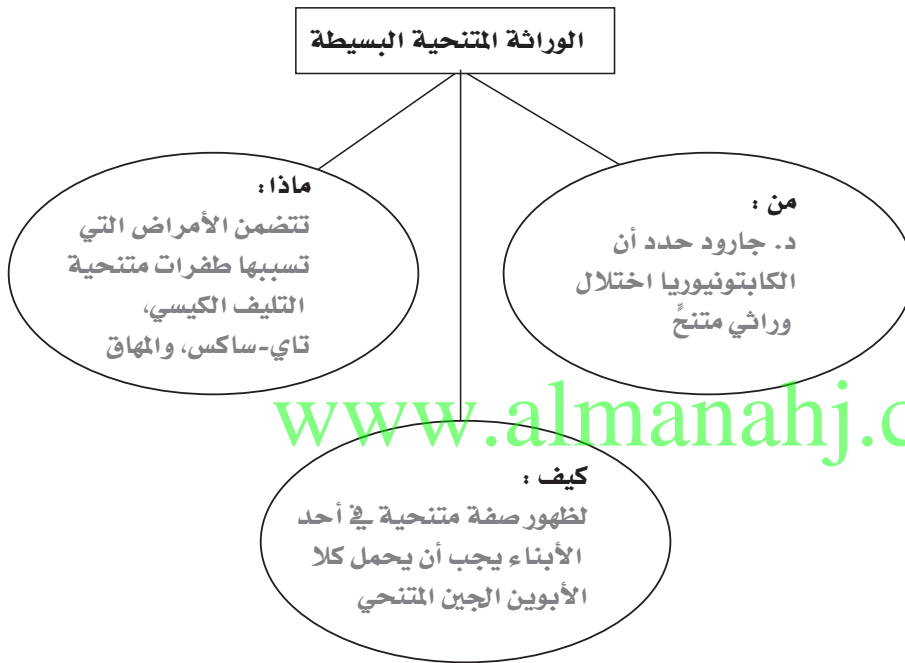 الوراثة المتنحية البسيطة
من :
د. جارود حدد أن
الكابتونيوريا اختلال
وراثي متنحٍّ
ماذا :
تتضمن الأمراض التي
تسببها طفرات متنحية
التليف الكيسي،
تاي-ساكس، والمهاق
www.almanahj.c
كيف :
لظهور صفة متنحية في أحد
الأبناء يجب أن يحمل كلا
الأبوين الجين المتنحي